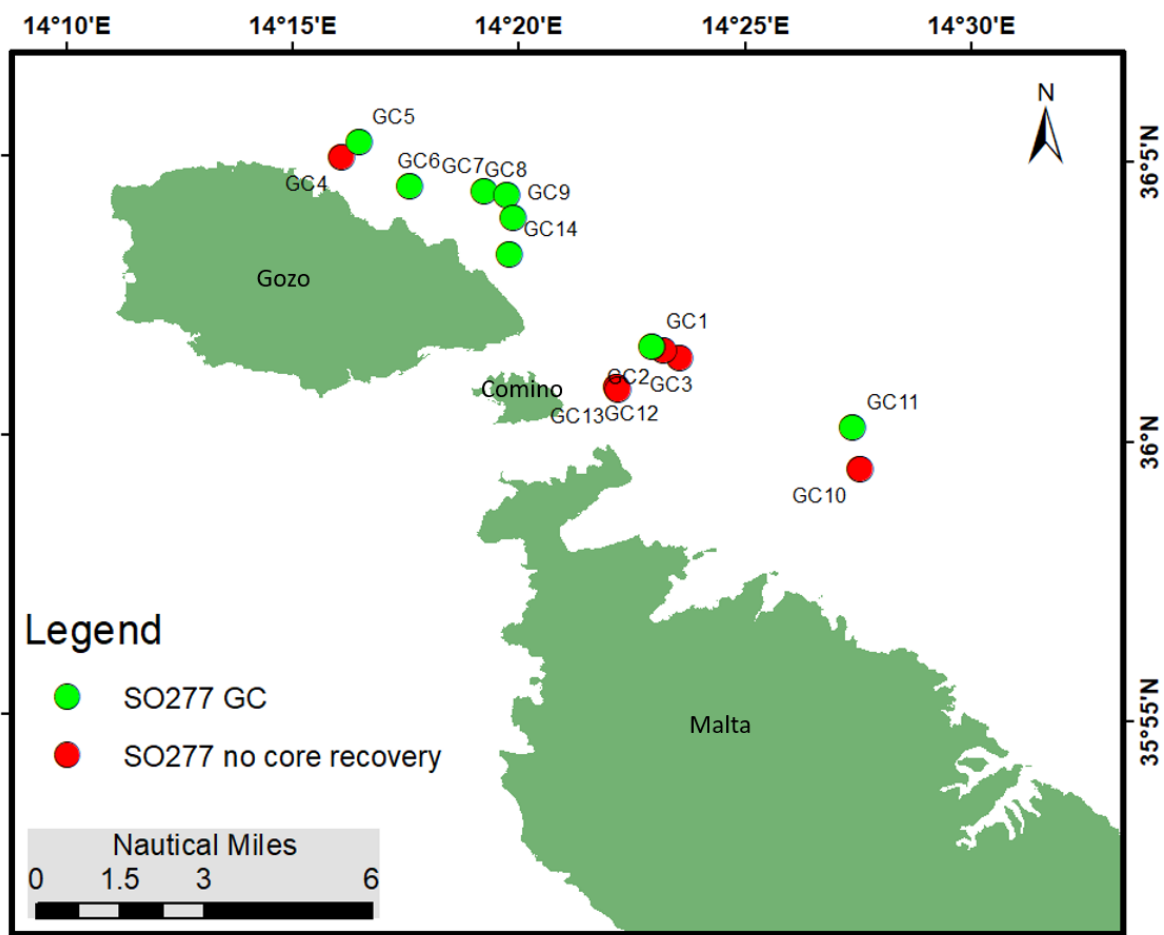 14°10'E 14°15'E 14°20'E 14°25'E 14°30'E
N
GC5
36°5'N
GC6 GC7 GC8
GC4
GC9
GC14
Gozo
GC1
GC2 GC3
Comino
GC13 GC12
GC11
36°N
GC10
Legend
SO277 GC
SO277 no core recovery
Malta
35°55'N
Nautical Miles
0 1.5 3 6